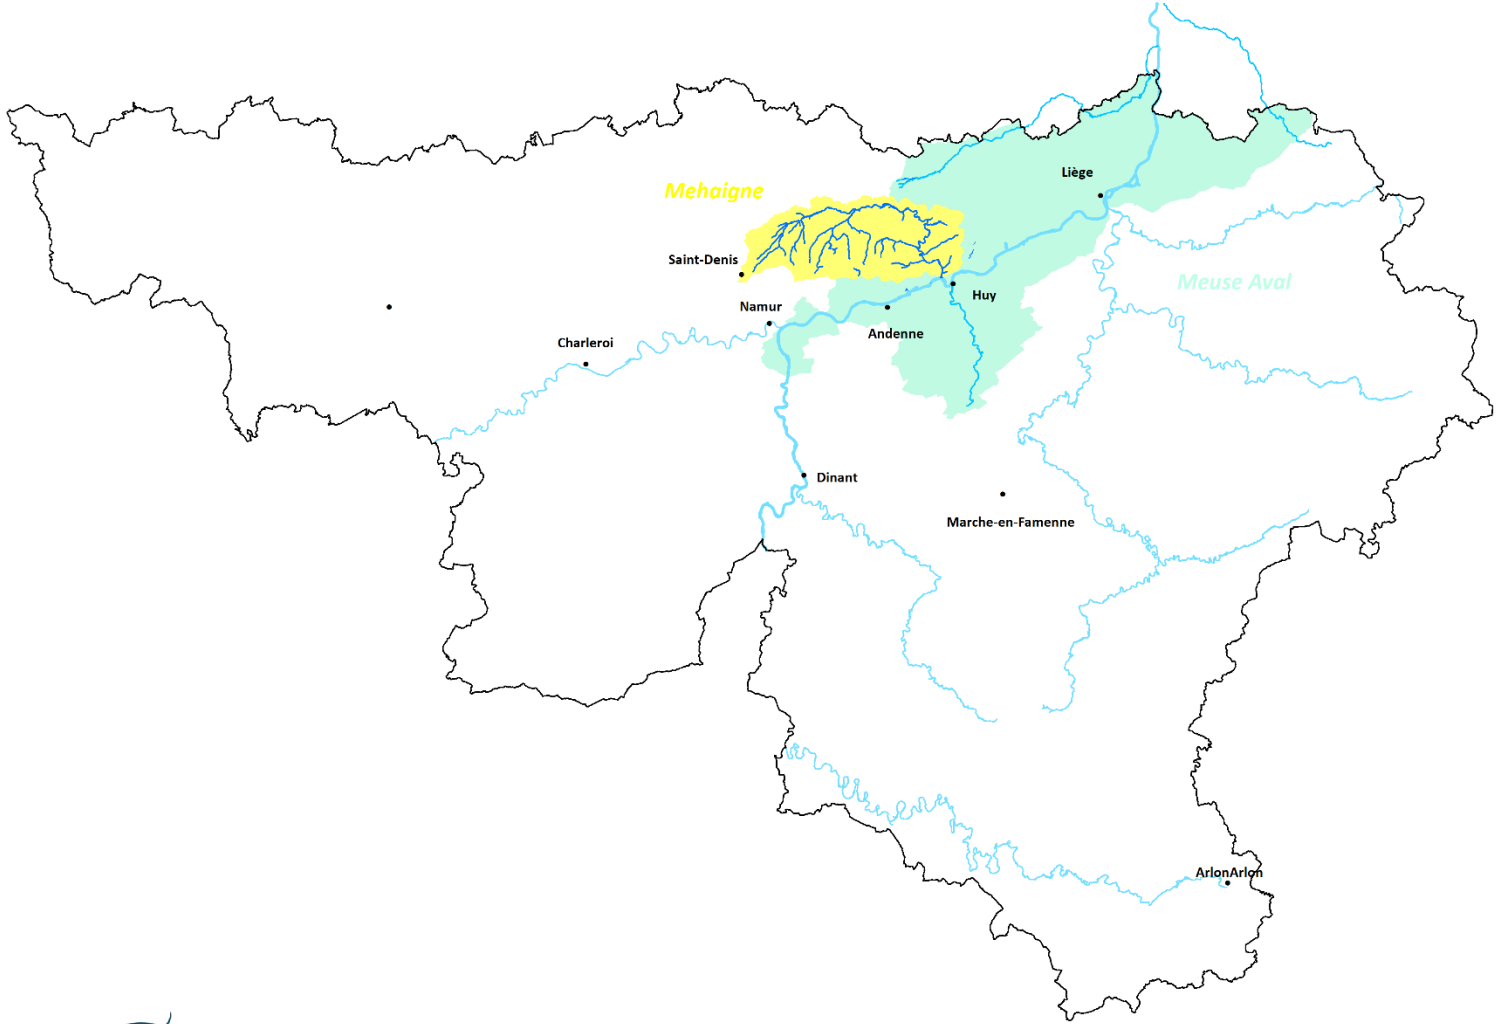 Liège
Mehaigne
Saint-Denis
Meuse Aval
Huy
Namur
Andenne
Charleroi
Dinant
Marche-en-Famenne
ArlonArlon